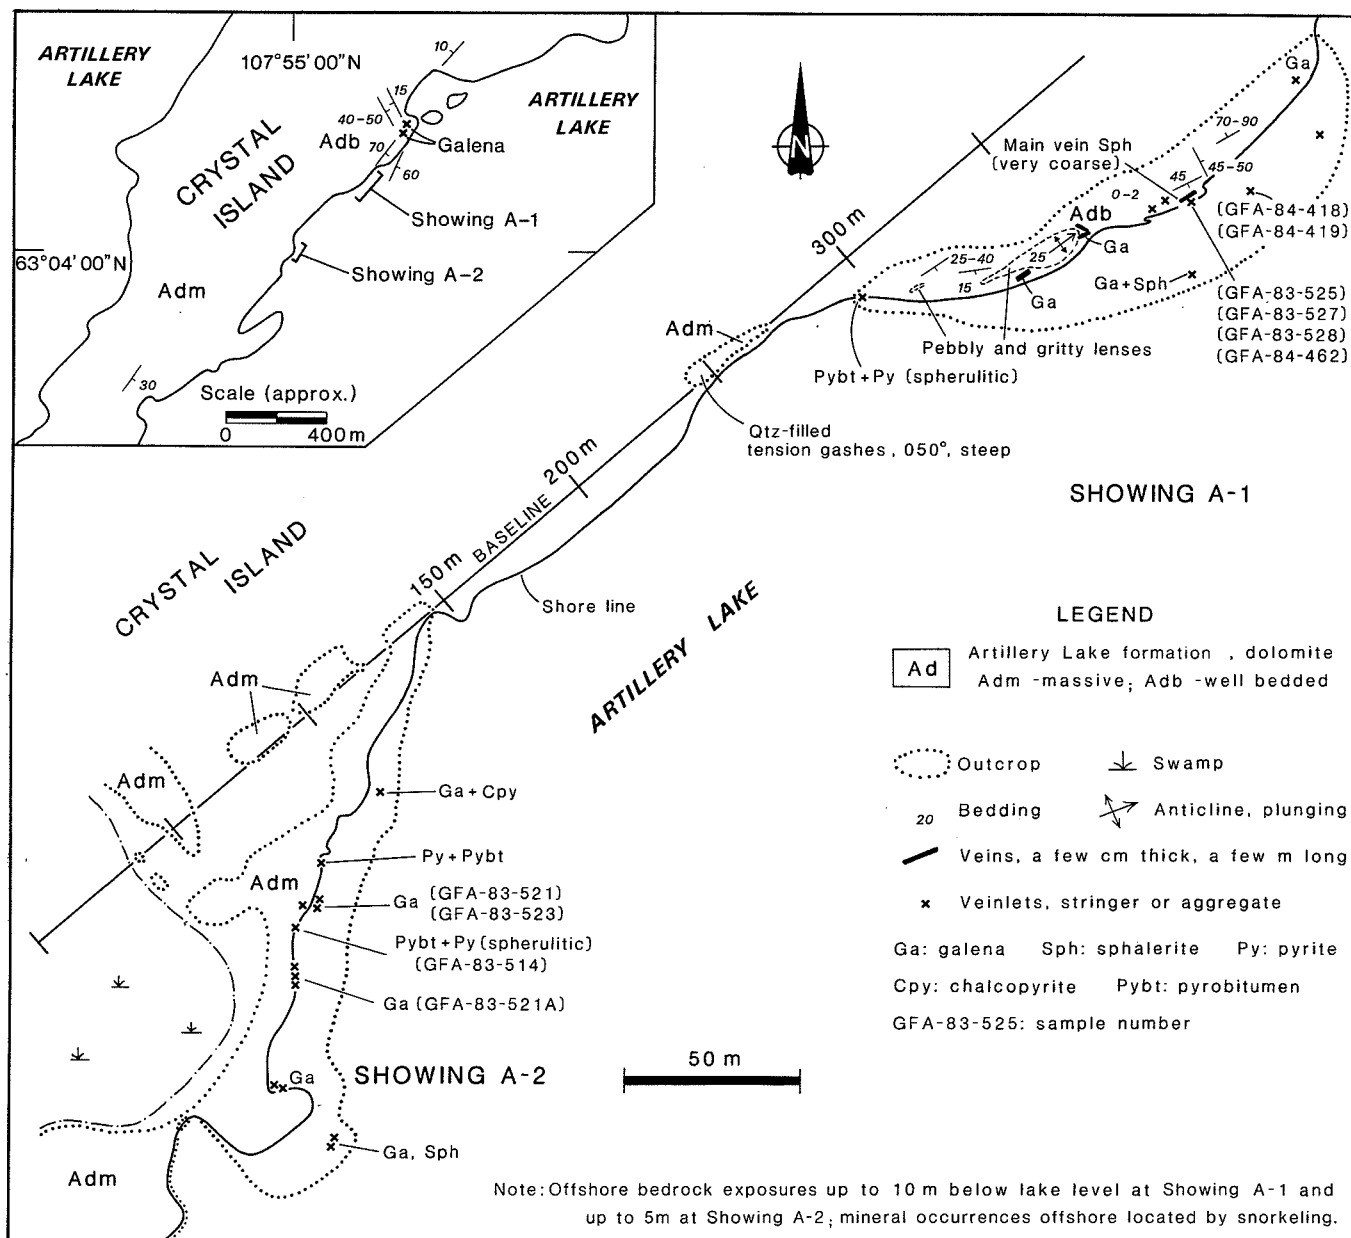 ARTILLERY
LAKE
107°55'00"N
10
15
40-50
Adb
70
60
Galena
ARTILLERY
LAKE
CRYSTAL
ISLAND
Showing A-1
Showing A-2
63°04'00"N
Adm
30
Scale (approx.)
0 400m
N
Ga
70-90
Main vein Sph
(very coarse)
45
45-50
0-2
(GFA-84-418)
(GFA-84-419)
Adb
Ga
25
25-40
15
Ga
Ga+Sph
(GFA-83-525)
(GFA-83-527)
(GFA-83-528)
(GFA-84-462)
300m
Adm
Pebbly and gritty lenses
Pybt+Py (spherulitic)
Qtz-filled
tension gashes, 050°, steep
SHOWING A-1
200m
BASELINE
150m
Shore line
CRYSTAL
ISLAND
ARTILLERY LAKE
Adm
Adm
Ga+Cpy
Py+Pybt
Adm
Ga (GFA-83-521)
(GFA-83-523)
Pybt+Py (spherulitic)
(GFA-83-514)
Ga (GFA-83-521A)
Ga
SHOWING A-2
Ga, Sph
Adm
50 m
LEGEND
Ad
Artillery Lake formation , dolomite
Adm -massive; Adb -well bedded
Outcrop
Swamp
20 Bedding
Anticline, plunging
Veins, a few cm thick, a few m long
Veinlets, stringer or aggregate
Ga: galena Sph: sphalerite Py: pyrite
Cpy: chalcopyrite Pybt: pyrobitumen
GFA-83-525: sample number
Note: Offshore bedrock exposures up to 10m below lake level at Showing A-1 and
up to 5m at Showing A-2; mineral occurrences offshore located by snorkeling.